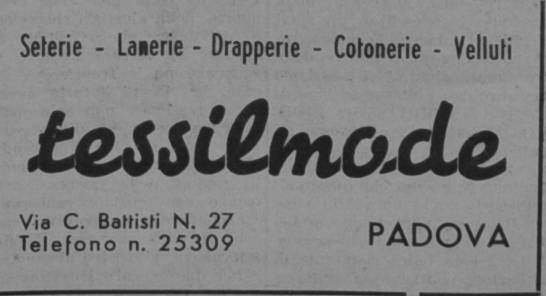 Seterie - Lanerie - Drapperie - Cotonerie - Velluti
tessilmode
Via C. Battisti N. 27
Telefono n. 25309
PADOVA